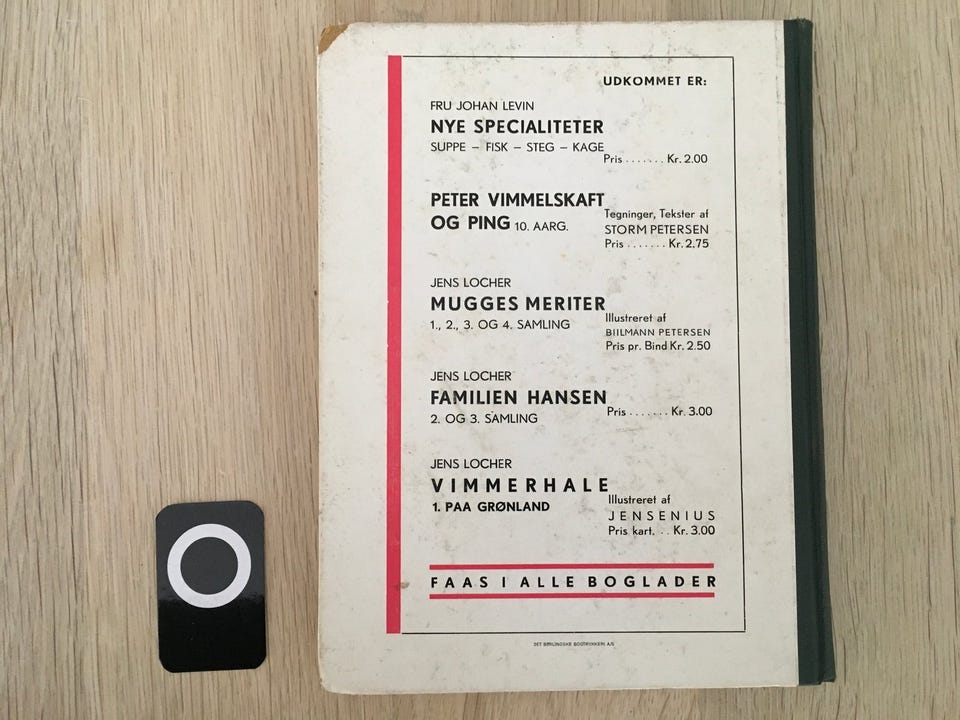 UDKOMMET ER:
FRU JOHAN LEVIN
NYE SPECIALITETER
SUPPE – FISK – STEG – KAGE
Pris ....... Kr. 2.00
PETER VIMMELSKAFT
OG PING 10. AARG.
Tegninger, Tekster af
STORM PETERSEN
Pris ....... Kr. 2.75
JENS LOCHER
MUGGES MERITER
1., 2., 3. OG 4. SAMLING
Illustreret af
BIILMANN PETERSEN
Pris pr. Bind Kr. 2.50
JENS LOCHER
FAMILIEN HANSEN
2. OG 3. SAMLING
Pris ....... Kr. 3.00
JENS LOCHER
VIMMERHALE
1. PAA GRØNLAND
Illustreret af
JENSENIUS
Pris kart. .. Kr. 3.00
FAAS I ALLE BOGLADER
DET BERLINGSKE BOGTRYKKERI A/S